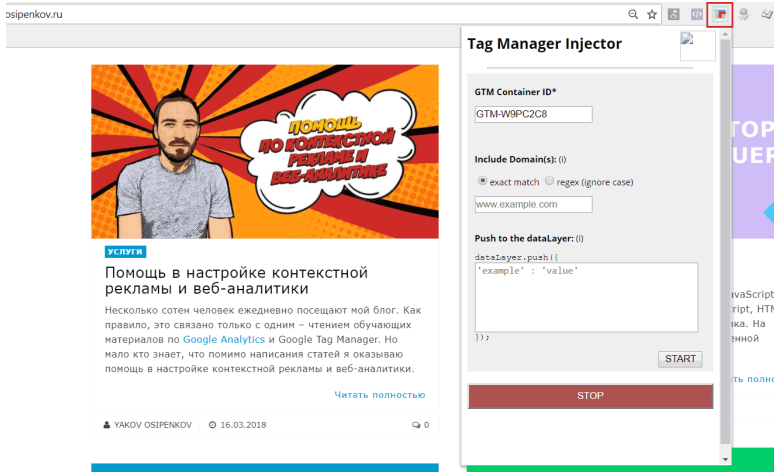 osipenkov.ru
Tag Manager Injector
GTM Container ID*
GTM-W9PC2C8
Include Domain(s): (i)
exact match regex (ignore case)
www.example.com
Push to the dataLayer: (i)
dataLayer.push({
'example' : 'value'
});
START
STOP
ПОМОЩЬ
ПО КОНТЕКСТНОЙ
РЕКЛАМЕ И
ВЕБ-АНАЛИТИКЕ
УСЛУГИ
Помощь в настройке контекстной
рекламы и веб-аналитики
Несколько сотен человек ежедневно посещают мой блог. Как
правило, это связано только с одним – чтением обучающих
материалов по Google Analytics и Google Tag Manager. Но
мало кто знает, что помимо написания статей я оказываю
помощь в настройке контекстной рекламы и веб-аналитики.
Читать полностью
YAKOV OSIPENKOV 16.03.2018 0